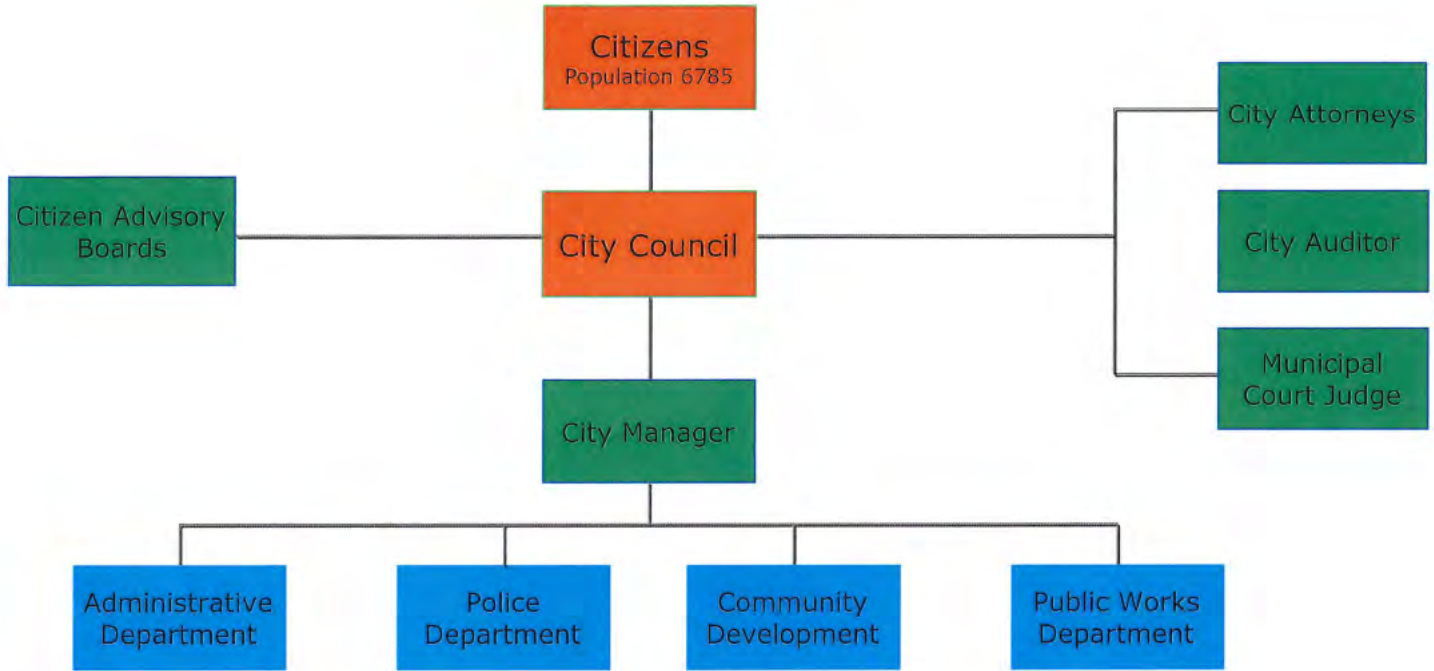 Citizens
Population 6785
City Attorneys
Citizen Advisory
Boards
City Council
City Auditor
Municipal
Court Judge
City Manager
Administrative
Department
Police
Department
Community
Development
Public Works
Department